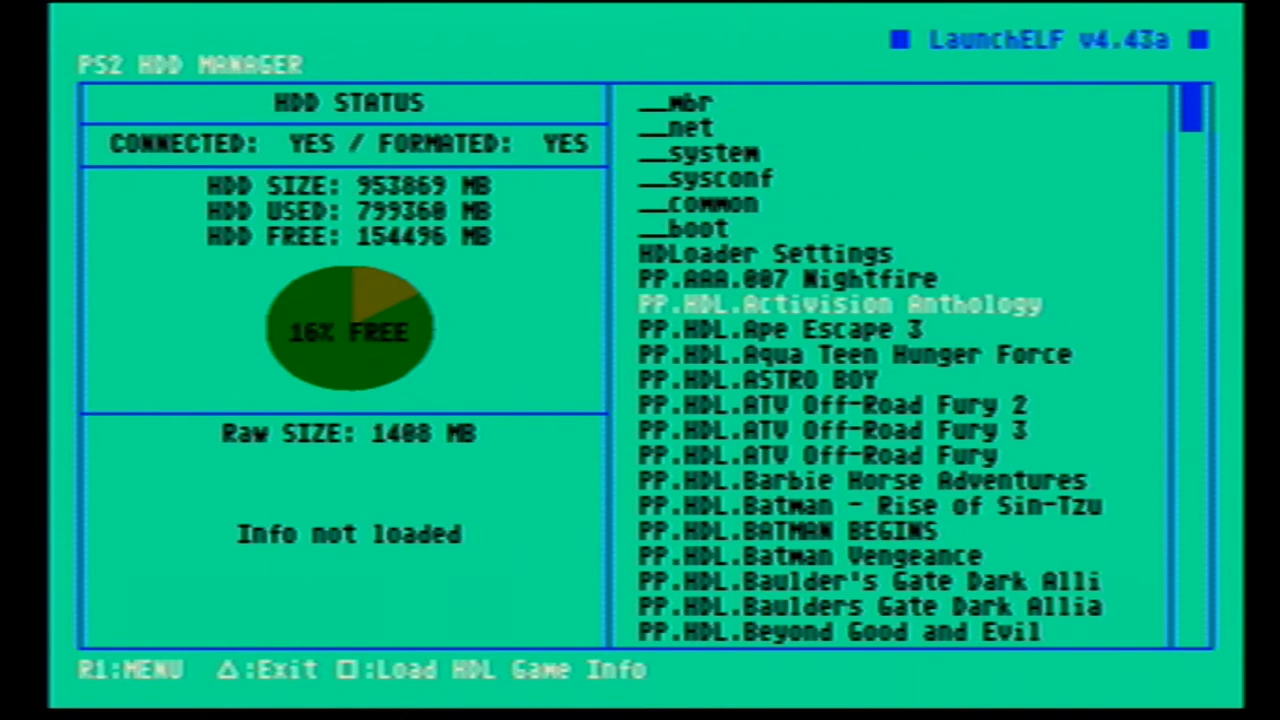 LaunchELF v4.43a
PS2 HDD MANAGER
HDD STATUS
CONNECTED: YES / FORMATED: YES
HDD SIZE: 953869 MB
HDD USED: 799360 MB
HDD FREE: 154496 MB
16% FREE
Raw SIZE: 1408 MB
Info not loaded
__mbr
__net
__system
__sysconf
__common
__boot
HDLoader Settings
PP.AAA.007 Nightfire
PP.HDL.Activision Anthology
PP.HDL.Ape Escape 3
PP.HDL.Aqua Teen Hunger Force
PP.HDL.ASTRO BOY
PP.HDL.ATV Off-Road Fury 2
PP.HDL.ATV Off-Road Fury 3
PP.HDL.ATV Off-Road Fury
PP.HDL.Barbie Horse Adventures
PP.HDL.Batman - Rise of Sin-Tzu
PP.HDL.BATMAN BEGINS
PP.HDL.Batman Vengeance
PP.HDL.Baulder's Gate Dark Alli
PP.HDL.Baulders Gate Dark Allia
PP.HDL.Beyond Good and Evil
R1:MENU △:Exit □:Load HDL Game Info